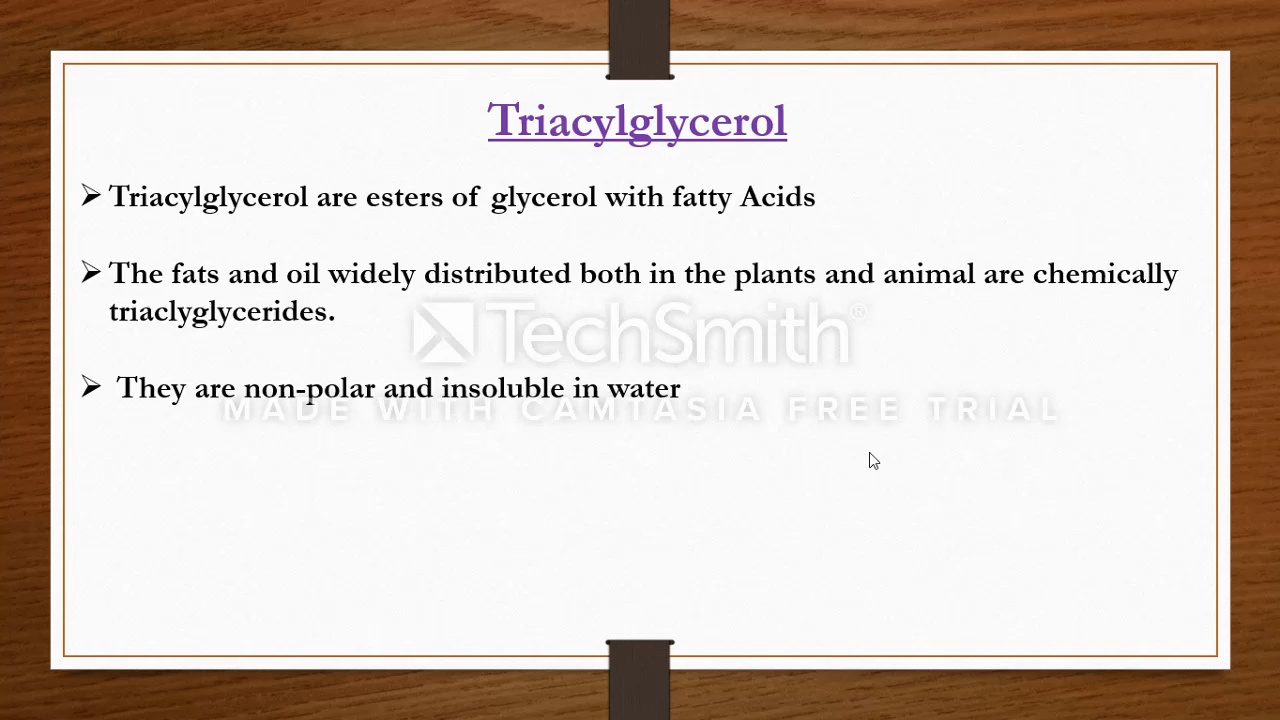 Triacylglycerol
➢ Triacylglycerol are esters of glycerol with fatty Acids
➢ The fats and oil widely distributed both in the plants and animal are chemically
triaclyglycerides.
TechSmith®
➢ They are non-polar and insoluble in water
MADE WITH CAMTASIA FREE TRIAL